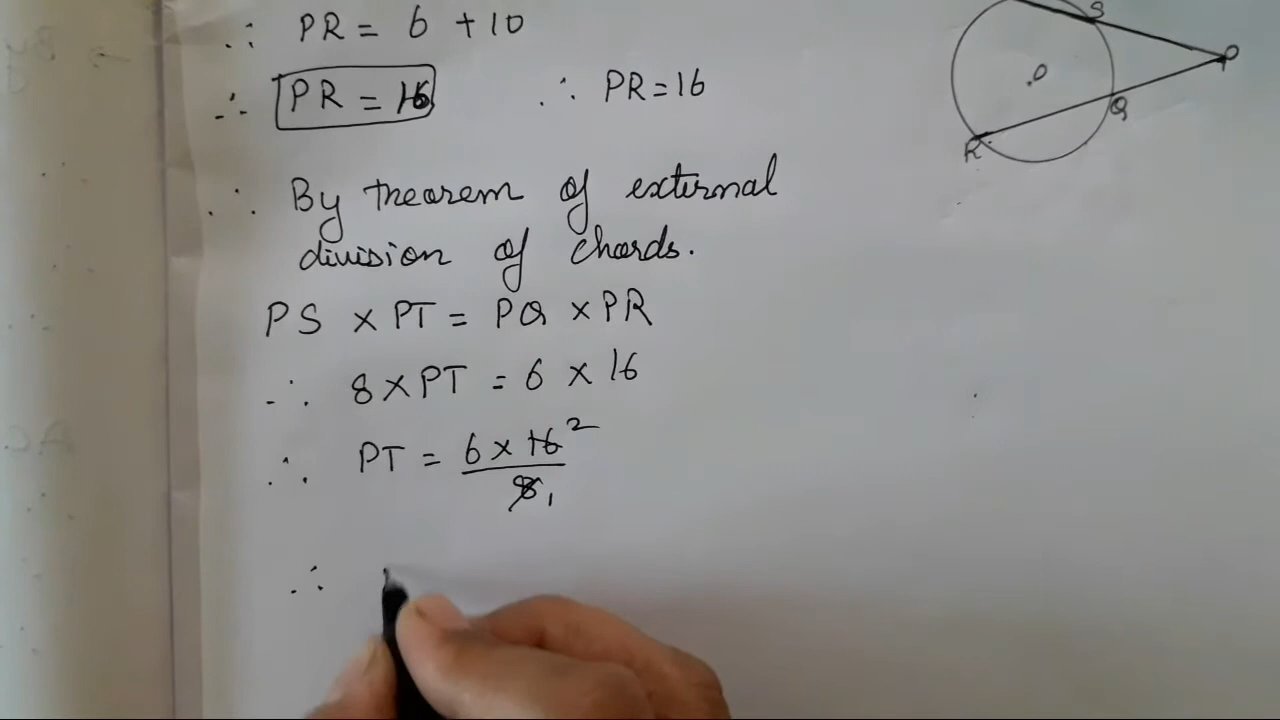 ∴ PR = 6 + 10
∴ PR = 16 ∴ PR = 16
∴ By theorem of external
division of chords.
PS × PT = PQ × PR
∴ 8 × PT = 6 × 16
∴ PT = 6 × 16 2
8 1
∴
S
P
O
Q
R